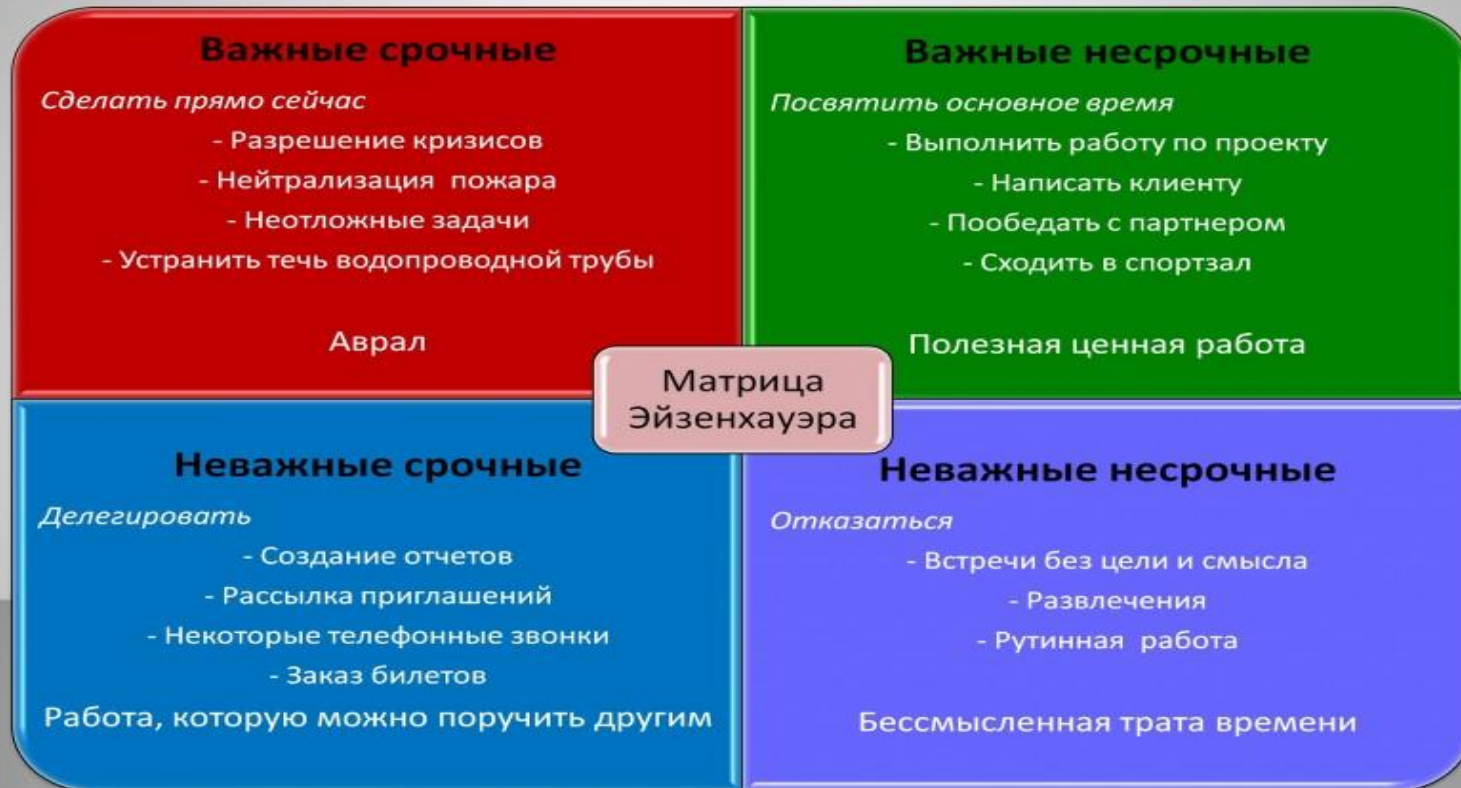 Важные срочные
Сделать прямо сейчас
- Разрешение кризисов
- Нейтрализация пожара
- Неотложные задачи
- Устранить течь водопроводной трубы
Аврал
Важные несрочные
Посвятить основное время
- Выполнить работу по проекту
- Написать клиенту
- Пообедать с партнером
- Сходить в спортзал
Полезная ценная работа
Матрица
Эйзенхауэра
Неважные срочные
Делегировать
- Создание отчетов
- Рассылка приглашений
- Некоторые телефонные звонки
- Заказ билетов
Работа, которую можно поручить другим
Неважные несрочные
Отказаться
- Встречи без цели и смысла
- Развлечения
- Рутинная работа
Бессмысленная трата времени